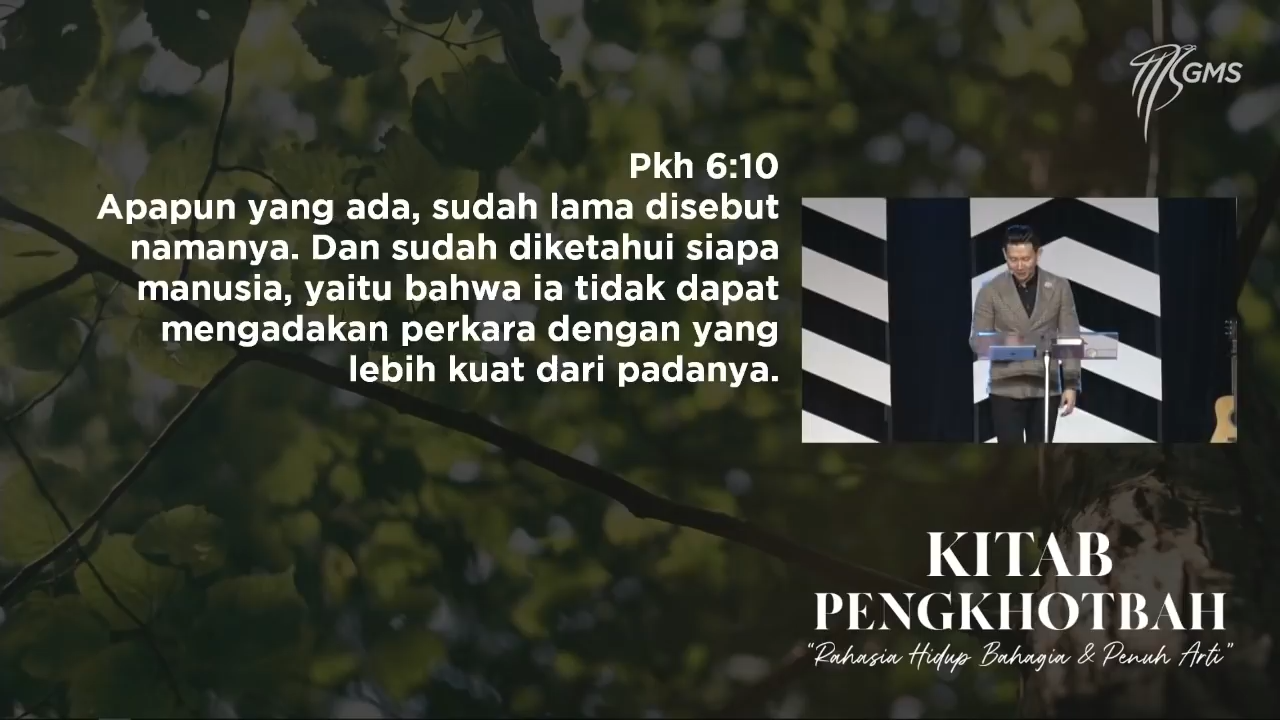 GMS
Pkh 6:10
Apapun yang ada, sudah lama disebut
namanya. Dan sudah diketahui siapa
manusia, yaitu bahwa ia tidak dapat
mengadakan perkara dengan yang
lebih kuat dari padanya.
KITAB
PENGKHOTBAH
“Rahasia Hidup Bahagia & Penuh Arti”